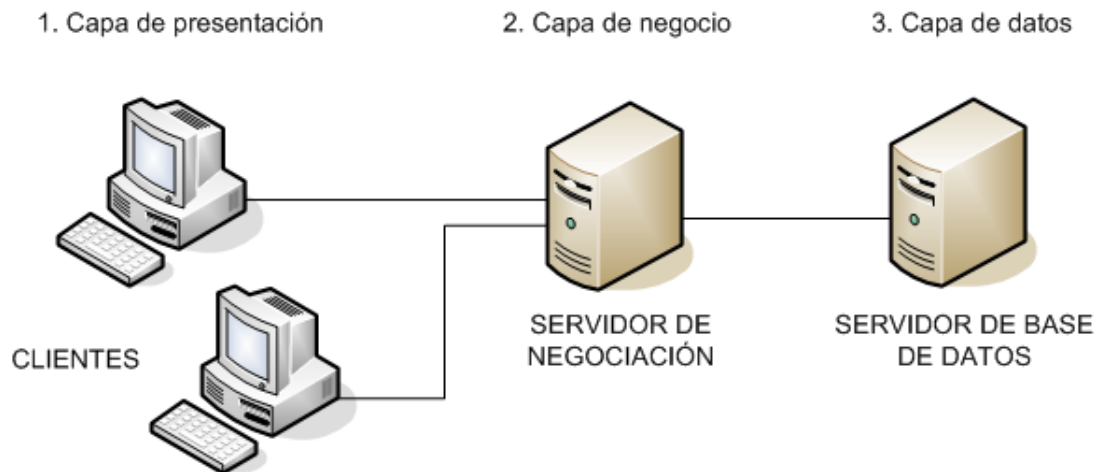 1. Capa de presentación
2. Capa de negocio
3. Capa de datos
CLIENTES
SERVIDOR DE
NEGOCIACIÓN
SERVIDOR DE BASE
DE DATOS